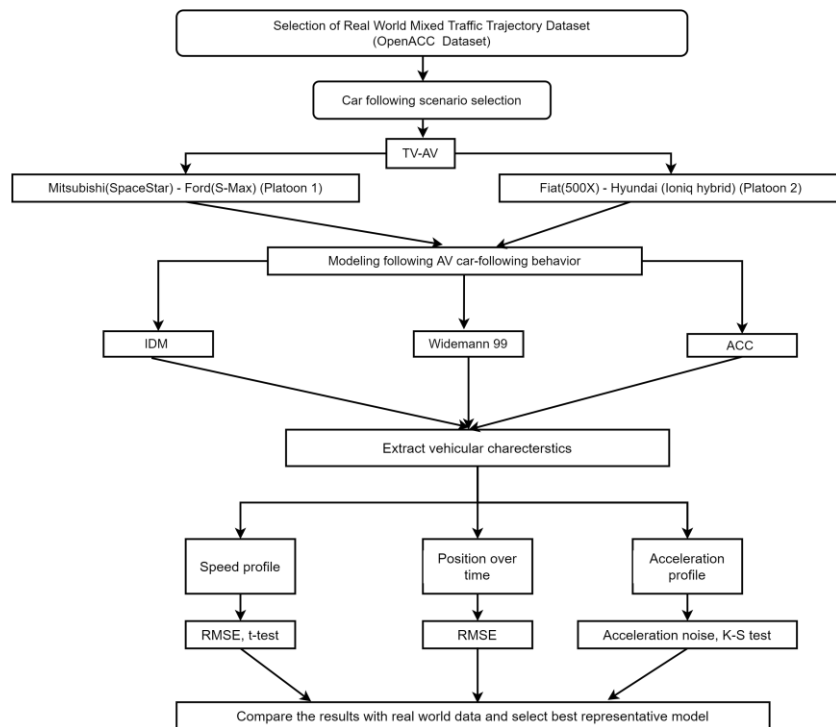 Selection of Real World Mixed Traffic Trajectory Dataset
(OpenACC Dataset)
Car following scenario selection
TV-AV
Mitsubishi(SpaceStar) - Ford(S-Max) (Platoon 1)
Fiat(500X) - Hyundai (Ioniq hybrid) (Platoon 2)
Modeling following AV car-following behavior
IDM
Widemann 99
ACC
Extract vehicular charecterstics
Speed profile
Position over
time
Acceleration
profile
RMSE, t-test
RMSE
Acceleration noise, K-S test
Compare the results with real world data and select best representative model